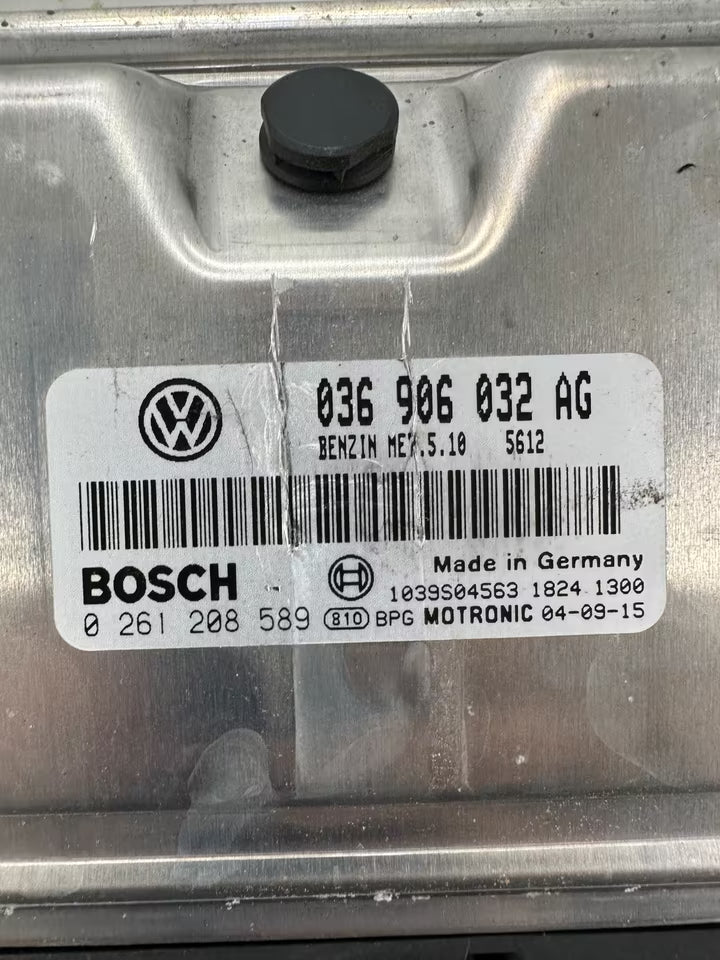 036 906 032 AG
BENZIN ME7.5.10 5612
BOSCH
Made in Germany
1039S04563 1824 1300
0 261 208 589 810 BPG MOTRONIC 04-09-15